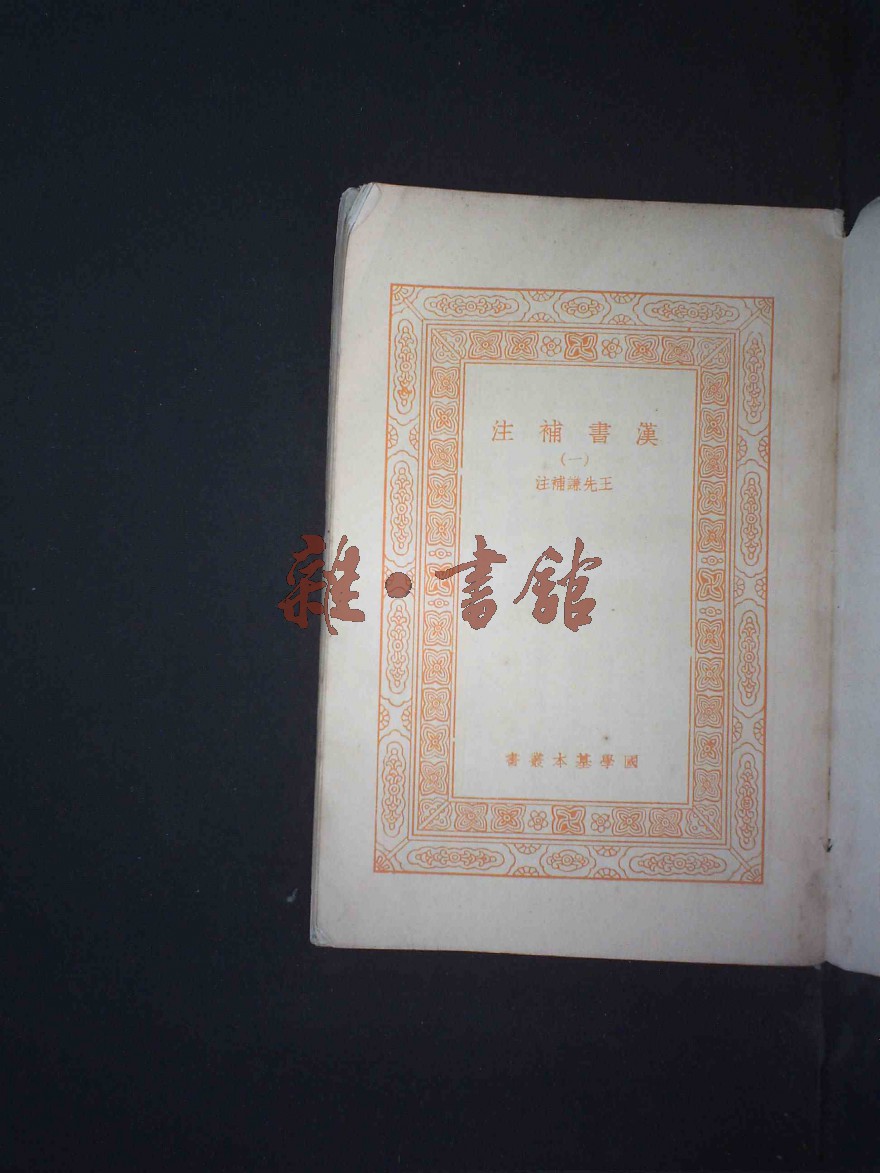 漢書補注
(一)
王先謙補注
雜·書館
國學基本叢書